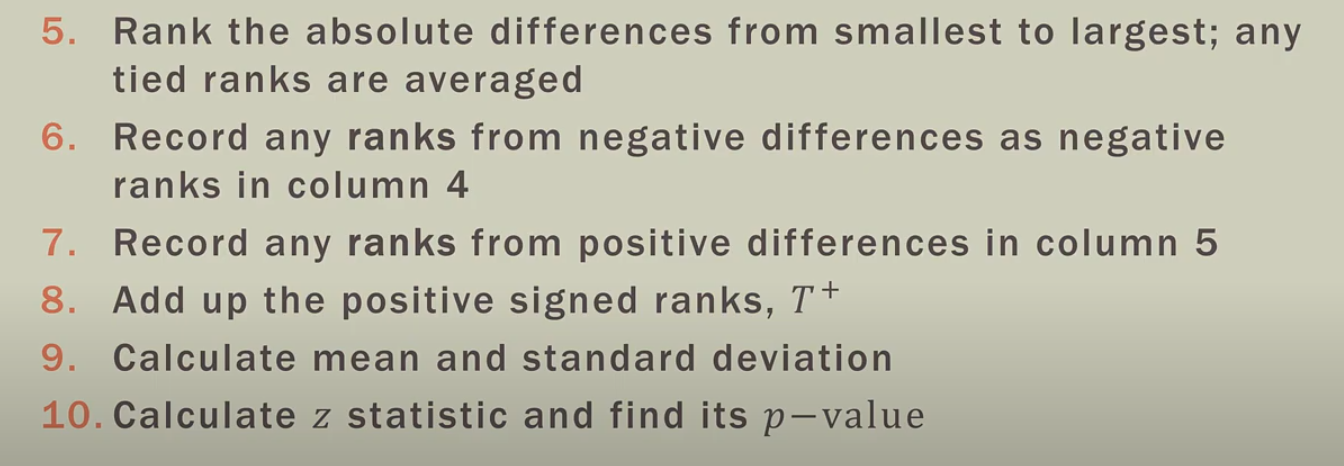 5. Rank the absolute differences from smallest to largest; any
tied ranks are averaged
6. Record any ranks from negative differences as negative
ranks in column 4
7. Record any ranks from positive differences in column 5
8. Add up the positive signed ranks, T⁺
9. Calculate mean and standard deviation
10. Calculate z statistic and find its p−value